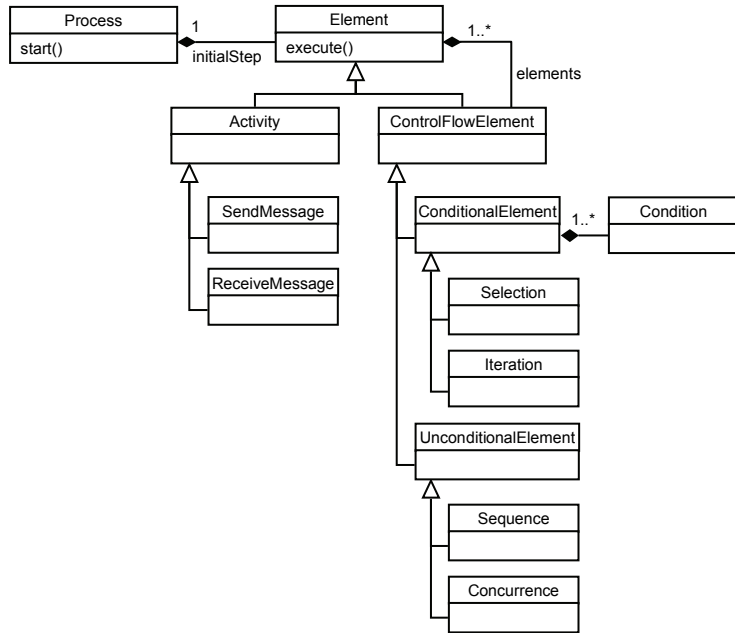 Process
start()
1
initialStep
Element
execute()
1..*
elements
Activity
ControlFlowElement
SendMessage
ReceiveMessage
ConditionalElement
1..*
Condition
Selection
Iteration
UnconditionalElement
Sequence
Concurrence